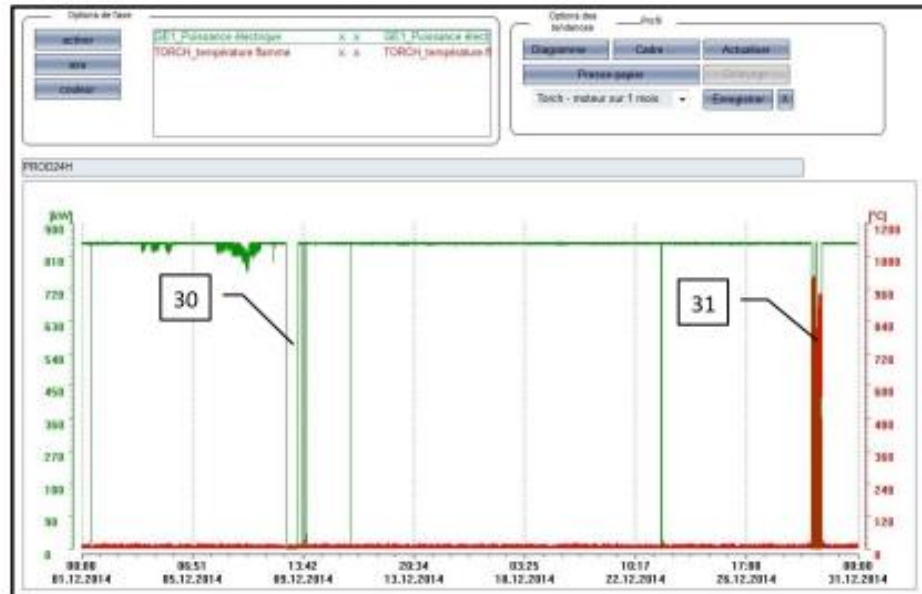 Options de l'axe
activer
axe
couleur
GE1_Puissance électrique x x GE1_Puissance élect
TORCH_température flamme x x TORCH_température fl
Options des tendances
Profil
Diagramme Cadre Actualiser
Presse-papier
Torch - moteur sur 1 mois Enregistrer X
PROD24H
[kW] [°C]
900 1200
810 1080
720 960
630 840
540 720
450 600
360 480
270 360
180 240
90 120
0 0
30
31
00:00 06:51 13:42 20:34 03:25 10:17 17:08 00:00
01.12.2014 05.12.2014 09.12.2014 13.12.2014 18.12.2014 22.12.2014 26.12.2014 31.12.2014